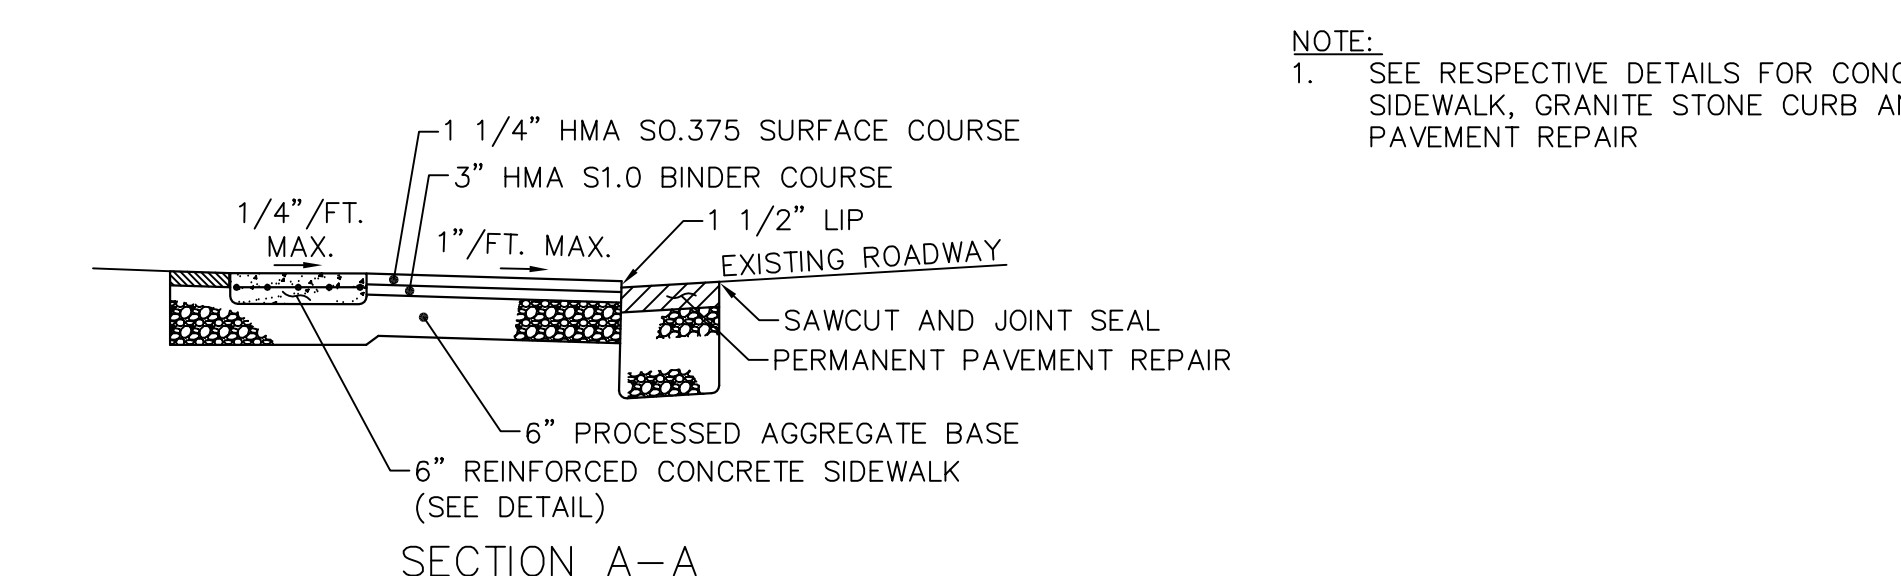 NOTE:
1. SEE RESPECTIVE DETAILS FOR
SIDEWALK, GRANITE STONE CURB
PAVEMENT REPAIR
1 1/4" HMA S0.375 SURFACE COURSE
3" HMA S1.0 BINDER COURSE
1/4"/FT.
MAX.
1"/FT. MAX.
1 1/2" LIP
EXISTING ROADWAY
SAWCUT AND JOINT SEAL
PERMANENT PAVEMENT REPAIR
6" PROCESSED AGGREGATE BASE
6" REINFORCED CONCRETE SIDEWALK
(SEE DETAIL)
SECTION A-A